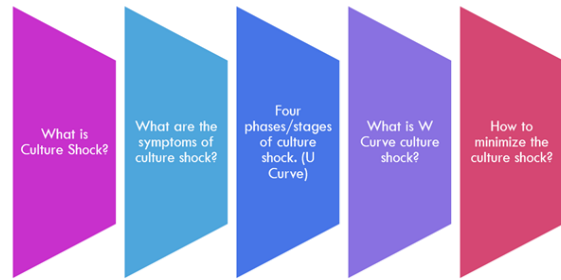 What is
Culture Shock?
What are the
symptoms of
culture shock?
Four
phases/stages
of culture
shock. (U
Curve)
What is W
Curve culture
shock?
How to
minimize the
culture shock?